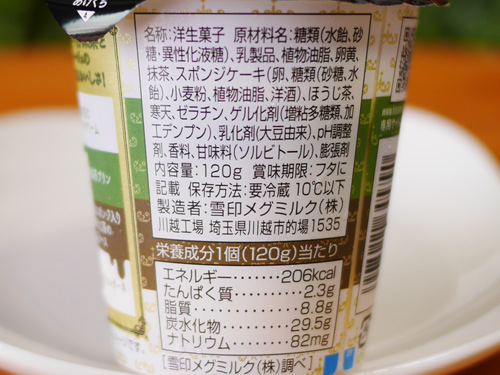 名称:洋生菓子 原材料名:糖類(水飴、砂
糖・異性化液糖)、乳製品、植物油脂、卵黄、
抹茶、スポンジケーキ(卵、糖類(砂糖、水
飴)、小麦粉、植物油脂、洋酒)、ほうじ茶、
寒天、ゼラチン、ゲル化剤(増粘多糖類、加
工デンプン)、乳化剤(大豆由来)、pH調整
剤、香料、甘味料(ソルビトール)、膨張剤
内容量:120g 賞味期限:フタに
記載 保存方法:要冷蔵10℃以下
製造者:雪印メグミルク(株)
川越工場 埼玉県川越市的場1535
栄養成分1個(120g)当たり
エネルギー‥‥‥206kcal
たんぱく質‥‥‥‥‥2.3g
脂質‥‥‥‥‥‥‥‥8.8g
炭水化物‥‥‥‥‥29.5g
ナトリウム‥‥‥‥82mg
[雪印メグミルク(株)調べ]